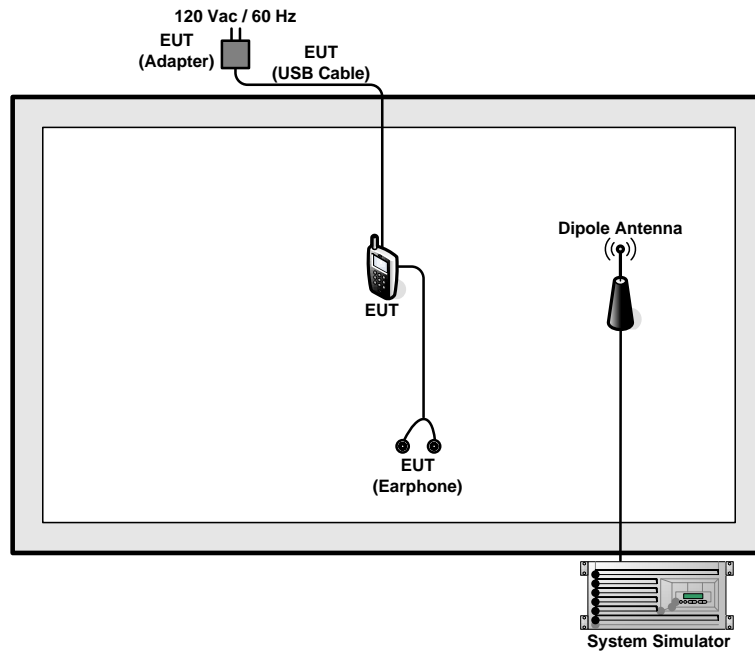 120 Vac / 60 Hz
EUT
(Adapter)
EUT
(USB Cable)
Dipole Antenna
EUT
EUT
(Earphone)
System Simulator